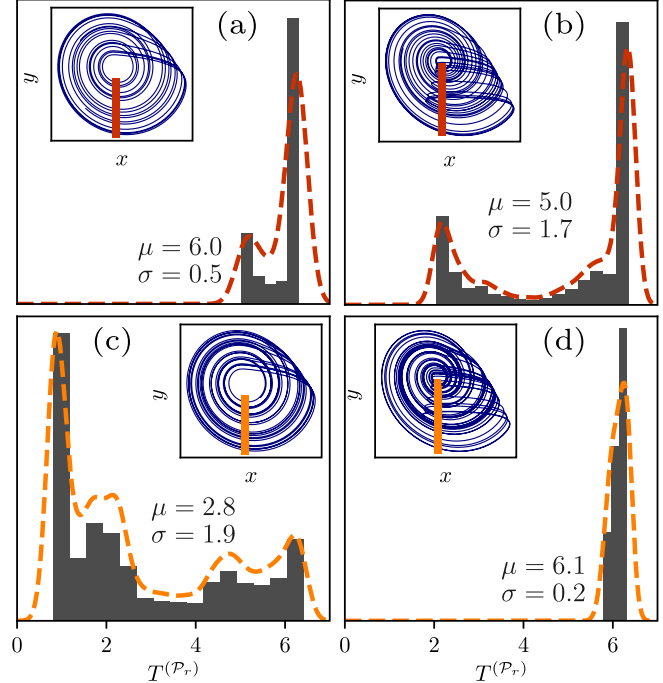 (a)
y
x
μ = 6.0
σ = 0.5
(b)
y
x
μ = 5.0
σ = 1.7
(c)
y
x
μ = 2.8
σ = 1.9
0 2 4 6
T^(𝒫_r)
(d)
y
x
μ = 6.1
σ = 0.2
0 2 4 6
T^(𝒫_r)